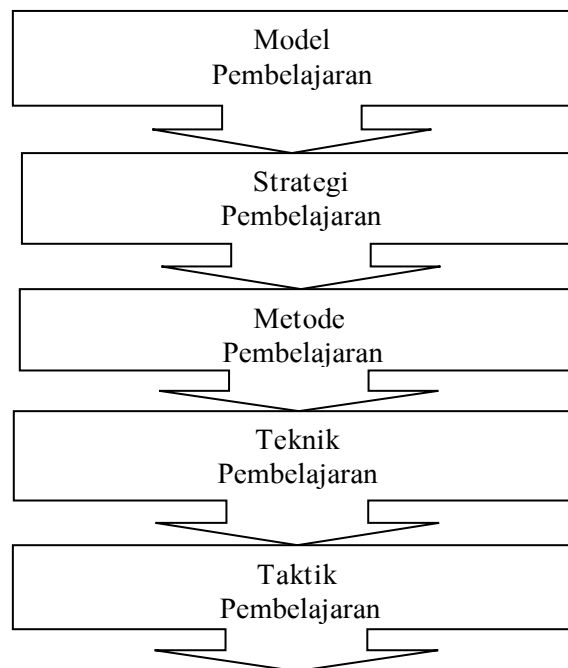 Model
Pembelajaran
Strategi
Pembelajaran
Metode
Pembelajaran
Teknik
Pembelajaran
Taktik
Pembelajaran